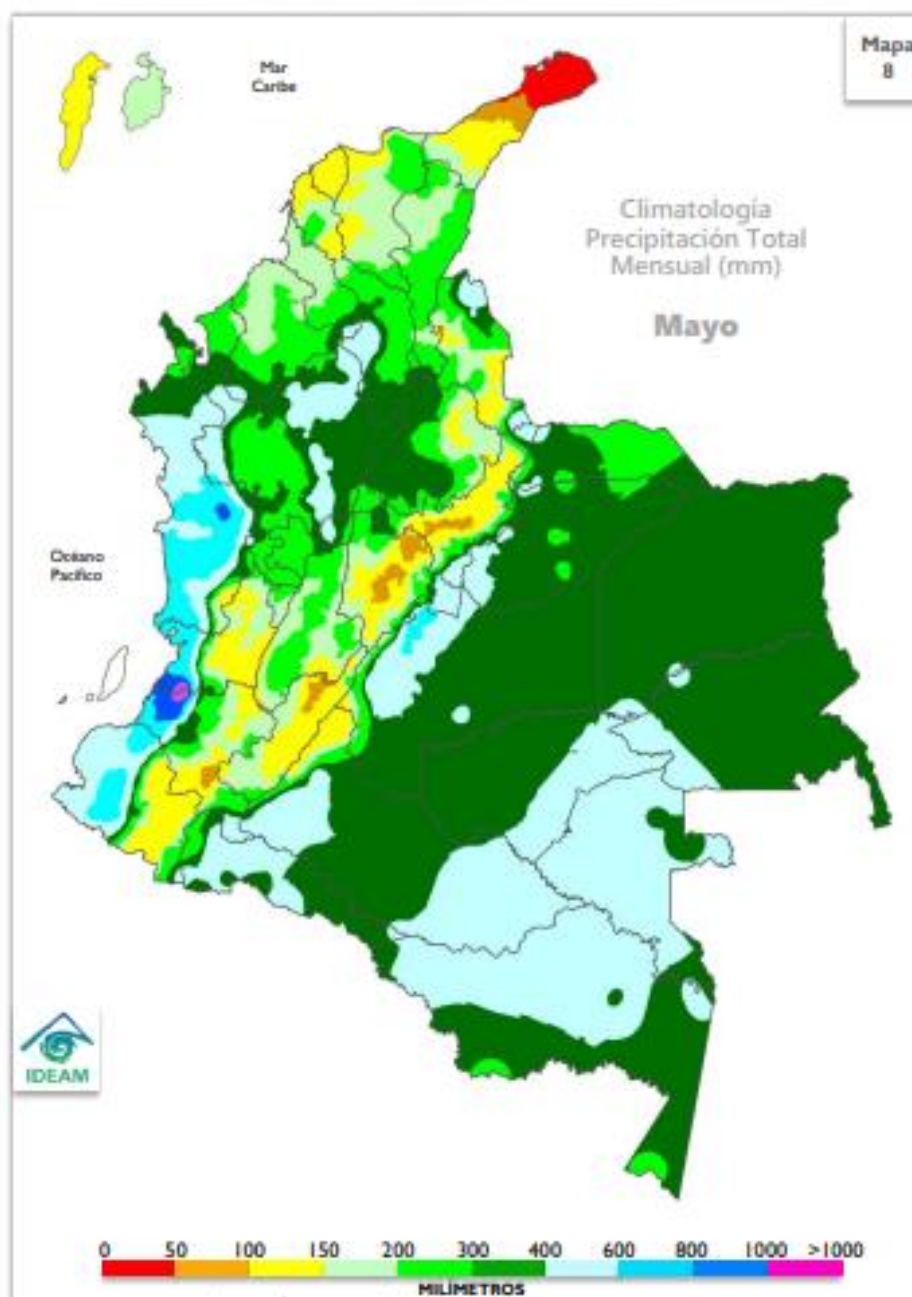 Mapa
8
Mar
Caribe
Climatología
Precipitación Total
Mensual (mm)
Mayo
Océano
Pacífico
IDEAM
0 50 100 150 200 300 400 600 800 1000 >1000
MILÍMETROS